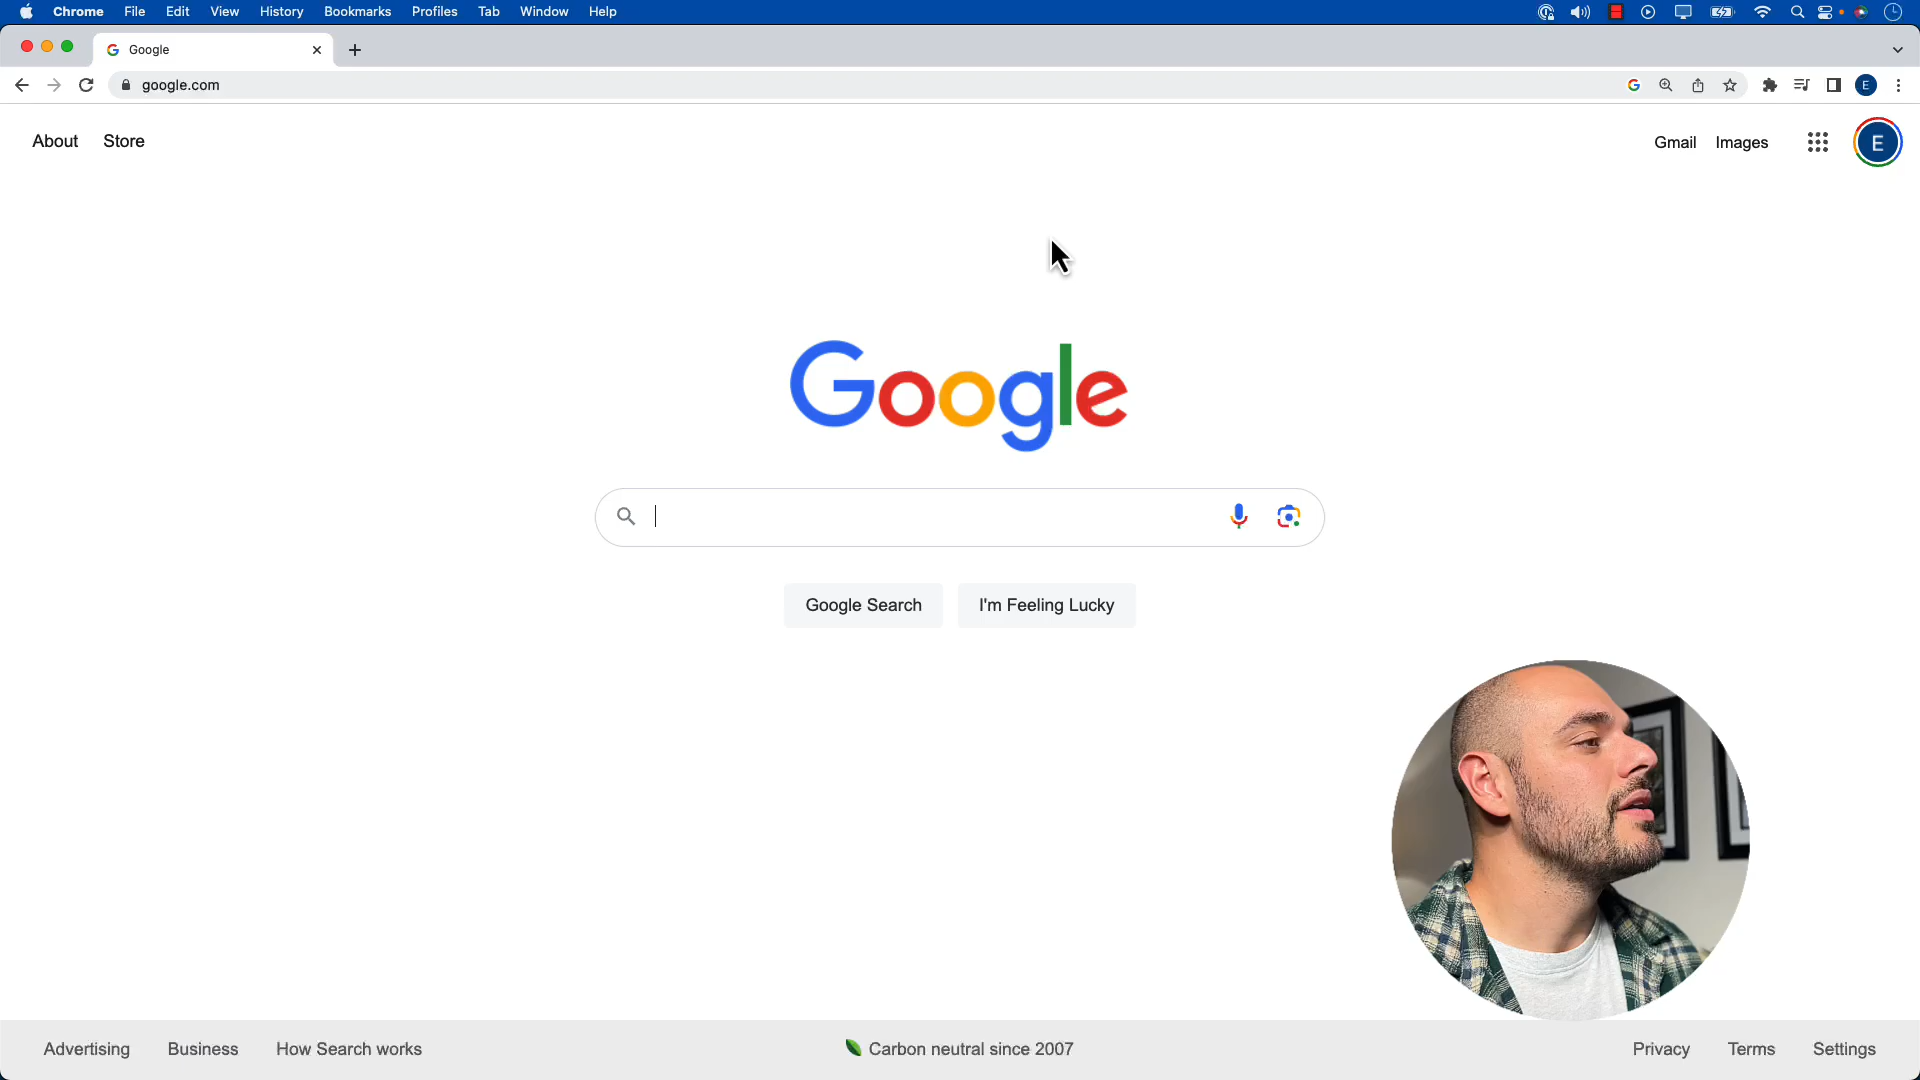 Chrome File Edit View History Bookmarks Profiles Tab Window Help
Google
google.com
E
About Store
Gmail Images
E
Google
Google Search I'm Feeling Lucky
Advertising Business How Search works
Carbon neutral since 2007
Privacy Terms Settings